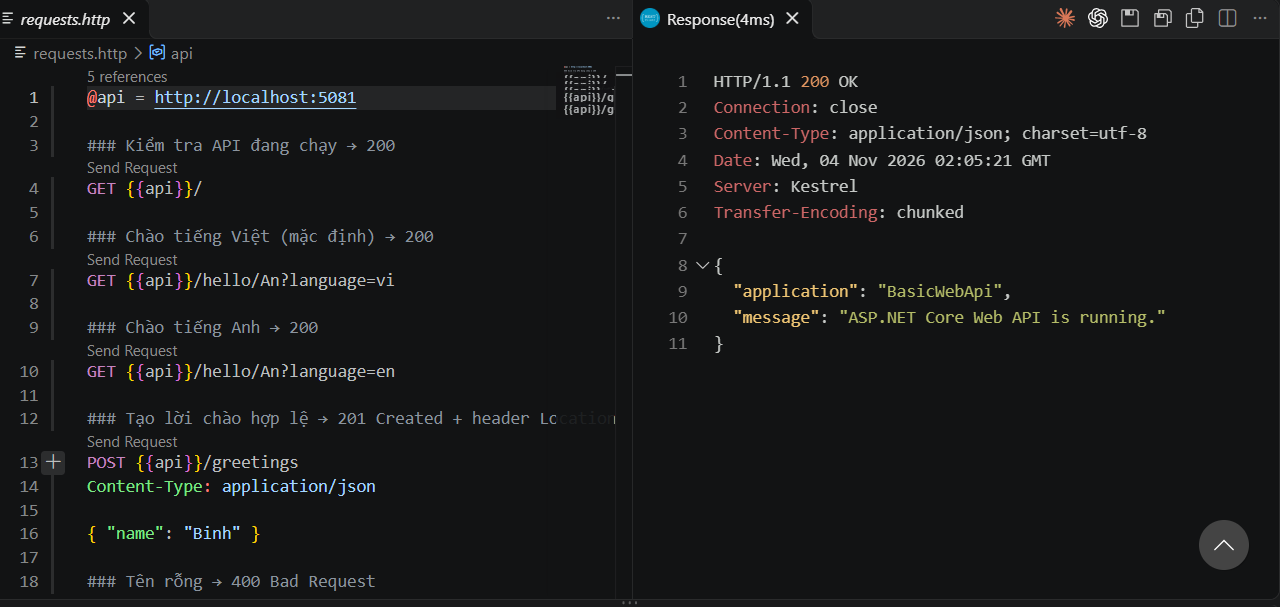 requests.http
requests.http > api
5 references
1 @api = http://localhost:5081
2
3 ### Kiểm tra API đang chạy → 200
Send Request
4 GET {{api}}/
5
6 ### Chào tiếng Việt (mặc định) → 200
Send Request
7 GET {{api}}/hello/An?language=vi
8
9 ### Chào tiếng Anh → 200
Send Request
10 GET {{api}}/hello/An?language=en
11
12 ### Tạo lời chào hợp lệ → 201 Created + header Location
Send Request
13 POST {{api}}/greetings
14 Content-Type: application/json
15
16 { "name": "Binh" }
17
18 ### Tên rỗng → 400 Bad Request
Response(4ms)
1 HTTP/1.1 200 OK
2 Connection: close
3 Content-Type: application/json; charset=utf-8
4 Date: Wed, 04 Nov 2026 02:05:21 GMT
5 Server: Kestrel
6 Transfer-Encoding: chunked
7
8 {
9 "application": "BasicWebApi",
10 "message": "ASP.NET Core Web API is running."
11 }